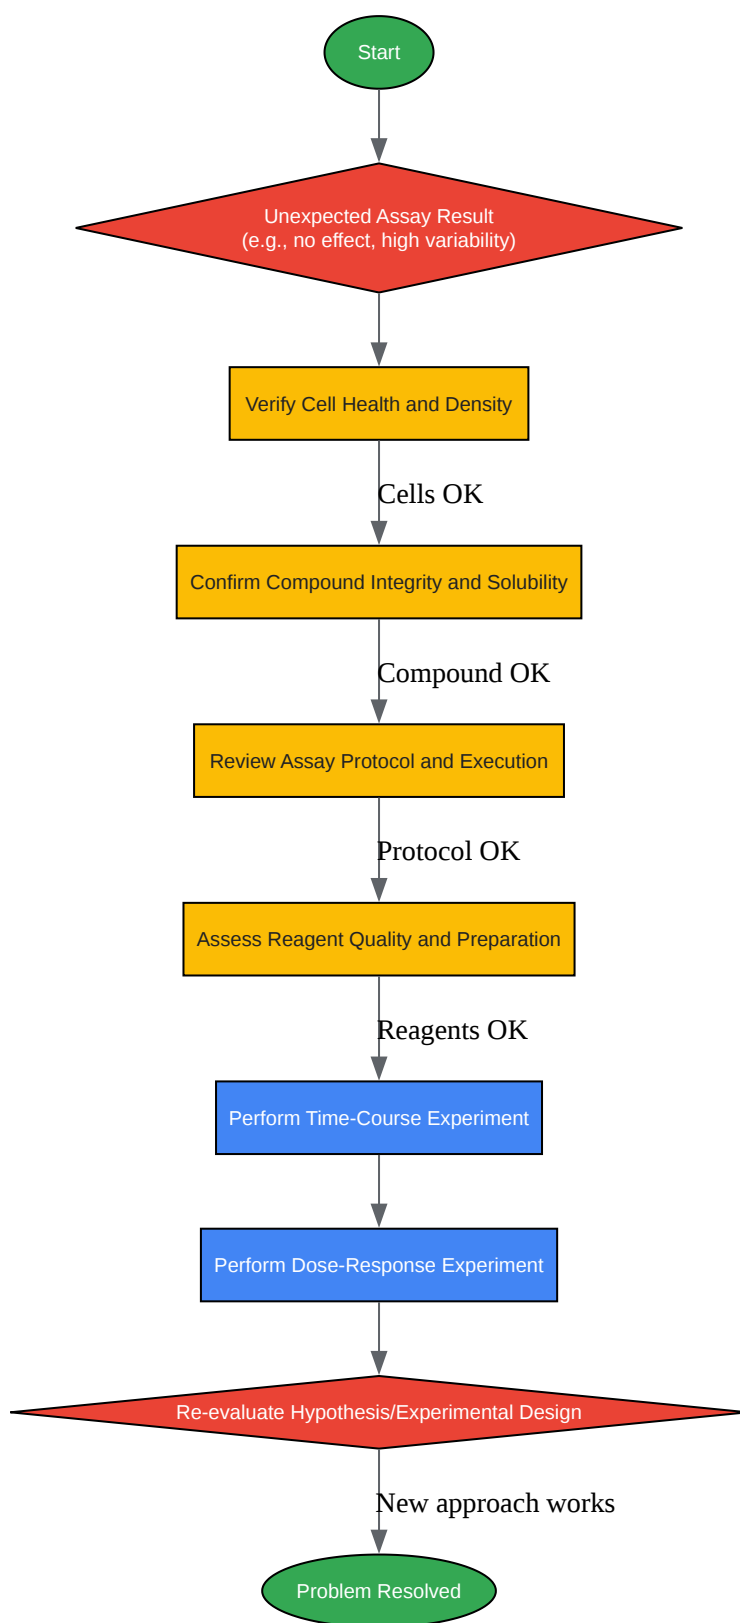 Start
Unexpected Assay Result
(e.g., no effect, high variability)
Verify Cell Health and Density
Cells OK
Confirm Compound Integrity and Solubility
Compound OK
Review Assay Protocol and Execution
Protocol OK
Assess Reagent Quality and Preparation
Reagents OK
Perform Time-Course Experiment
Perform Dose-Response Experiment
Re-evaluate Hypothesis/Experimental Design
New approach works
Problem Resolved